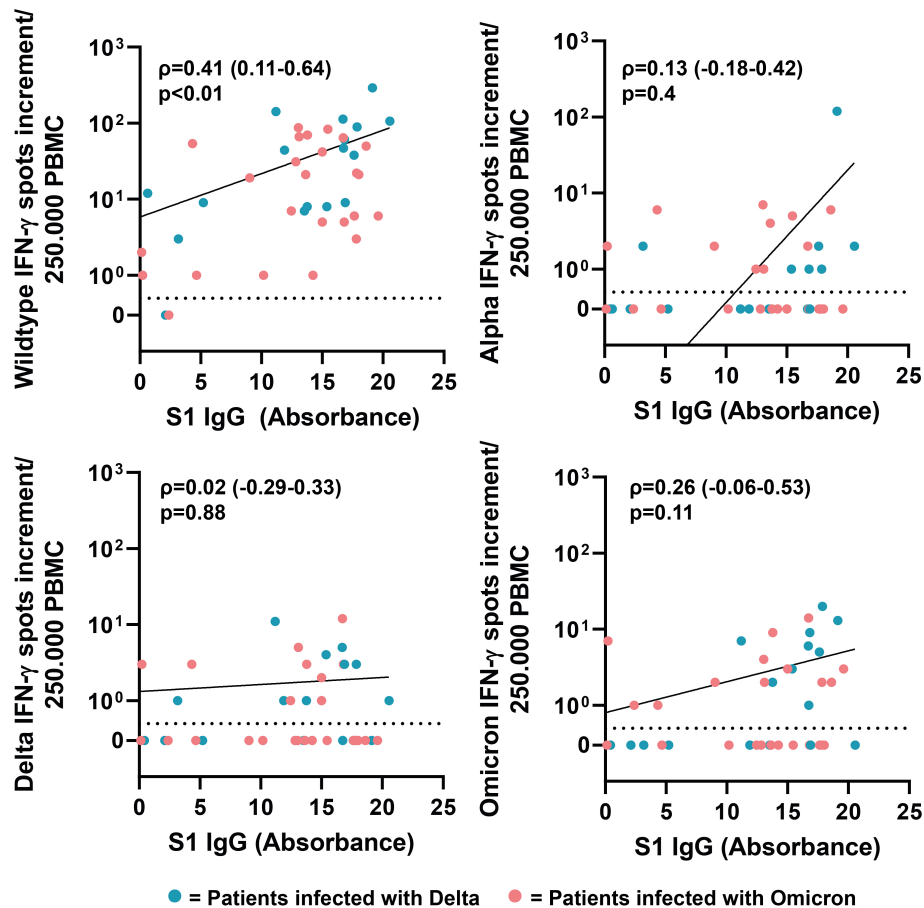 Wildtype IFN-γ spots increment/
250.000 PBMC
10³
10²
10¹
10⁰
0
ρ=0.41 (0.11-0.64)
p<0.01
0 5 10 15 20 25
S1 IgG (Absorbance)
Alpha IFN-γ spots increment/
250.000 PBMC
10³
10²
10¹
10⁰
0
ρ=0.13 (-0.18-0.42)
p=0.4
0 5 10 15 20 25
S1 IgG (Absorbance)
Delta IFN-γ spots increment/
250.000 PBMC
10³
10²
10¹
10⁰
0
ρ=0.02 (-0.29-0.33)
p=0.88
0 5 10 15 20 25
S1 IgG (Absorbance)
Omicron IFN-γ spots increment/
250.000 PBMC
10³
10²
10¹
10⁰
0
ρ=0.26 (-0.06-0.53)
p=0.11
0 5 10 15 20 25
S1 IgG (Absorbance)
= Patients infected with Delta = Patients infected with Omicron